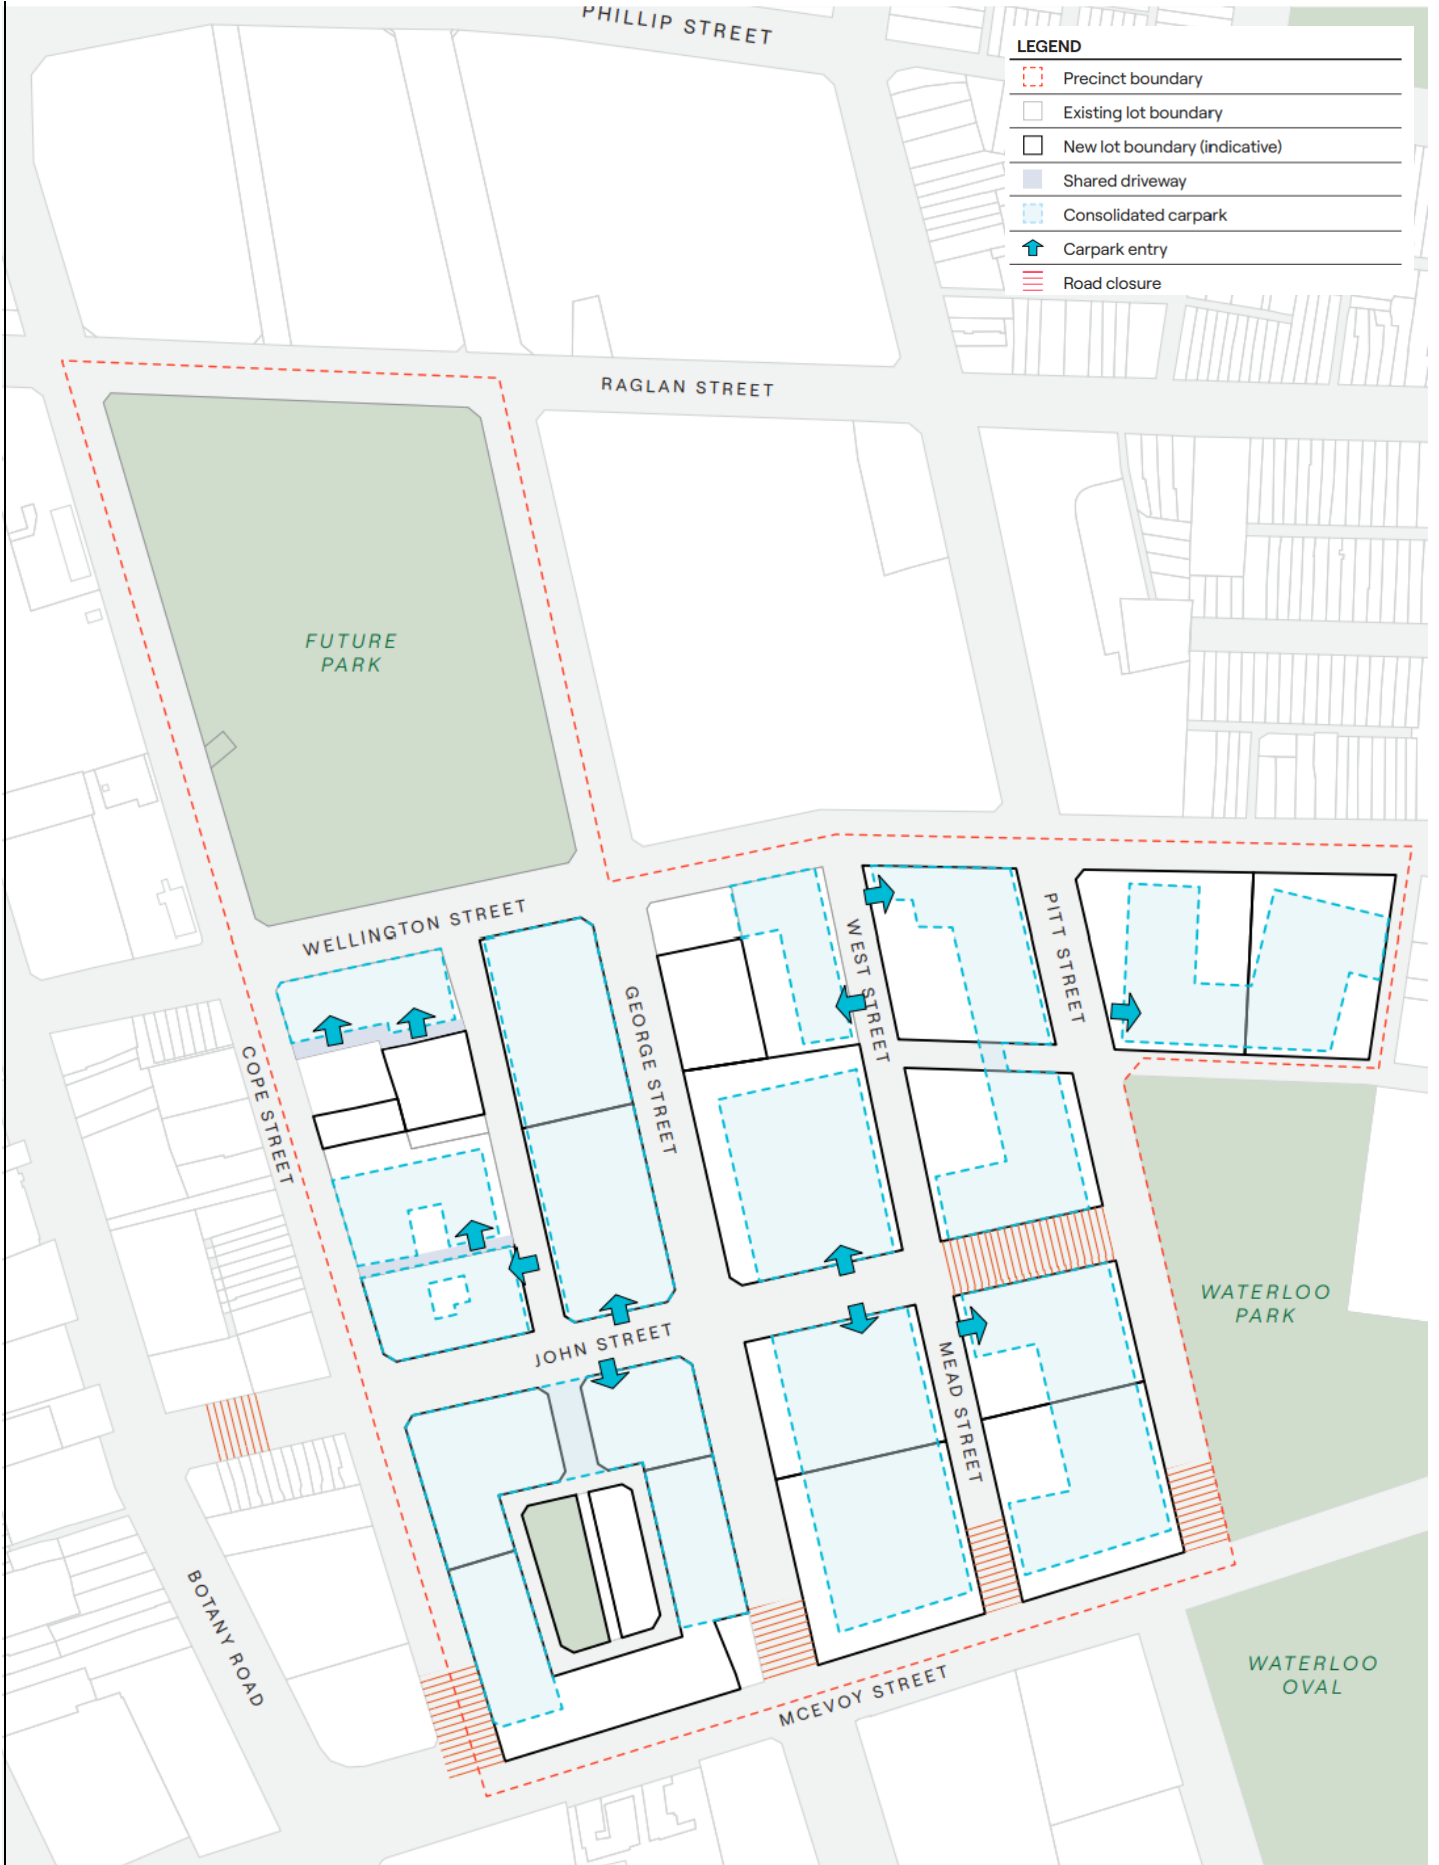 PHILLIP STREET
LEGEND
Precinct boundary
Existing lot boundary
New lot boundary (indicative)
Shared driveway
Consolidated carpark
Carpark entry
Road closure
RAGLAN STREET
FUTURE
PARK
WELLINGTON STREET
PITT STREET
WEST STREET
GEORGE STREET
COPE STREET
WATERLOO
PARK
JOHN STREET
MEAD STREET
BOTANY ROAD
MCEVOY STREET
WATERLOO
OVAL